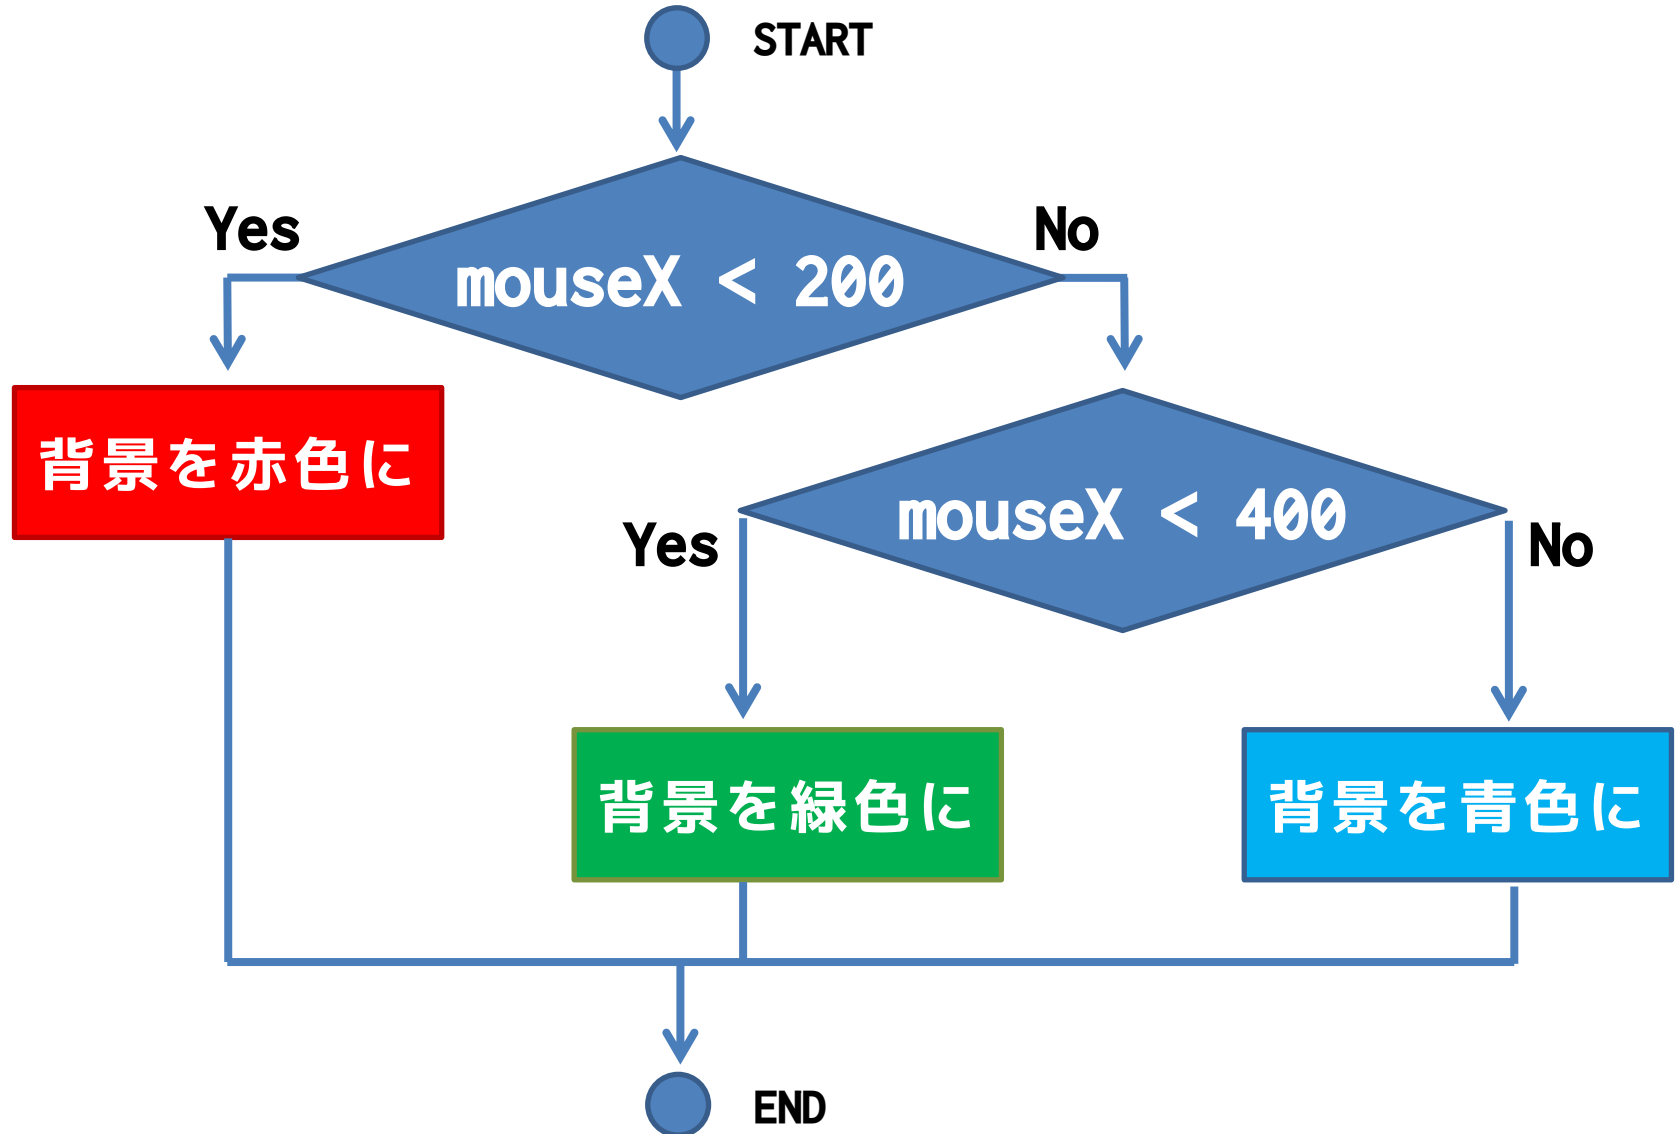 START
Yes
No
mouseX < 200
背景を赤色に
mouseX < 400
Yes
No
背景を緑色に
背景を青色に
END